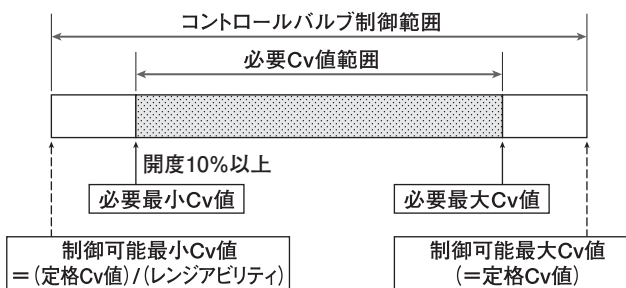 コントロールバルブ制御範囲
必要Cv値範囲
開度10%以上
必要最小Cv値
必要最大Cv値
制御可能最小Cv値
=(定格Cv値)/(レンジアビリティ)
制御可能最大Cv値
(=定格Cv値)